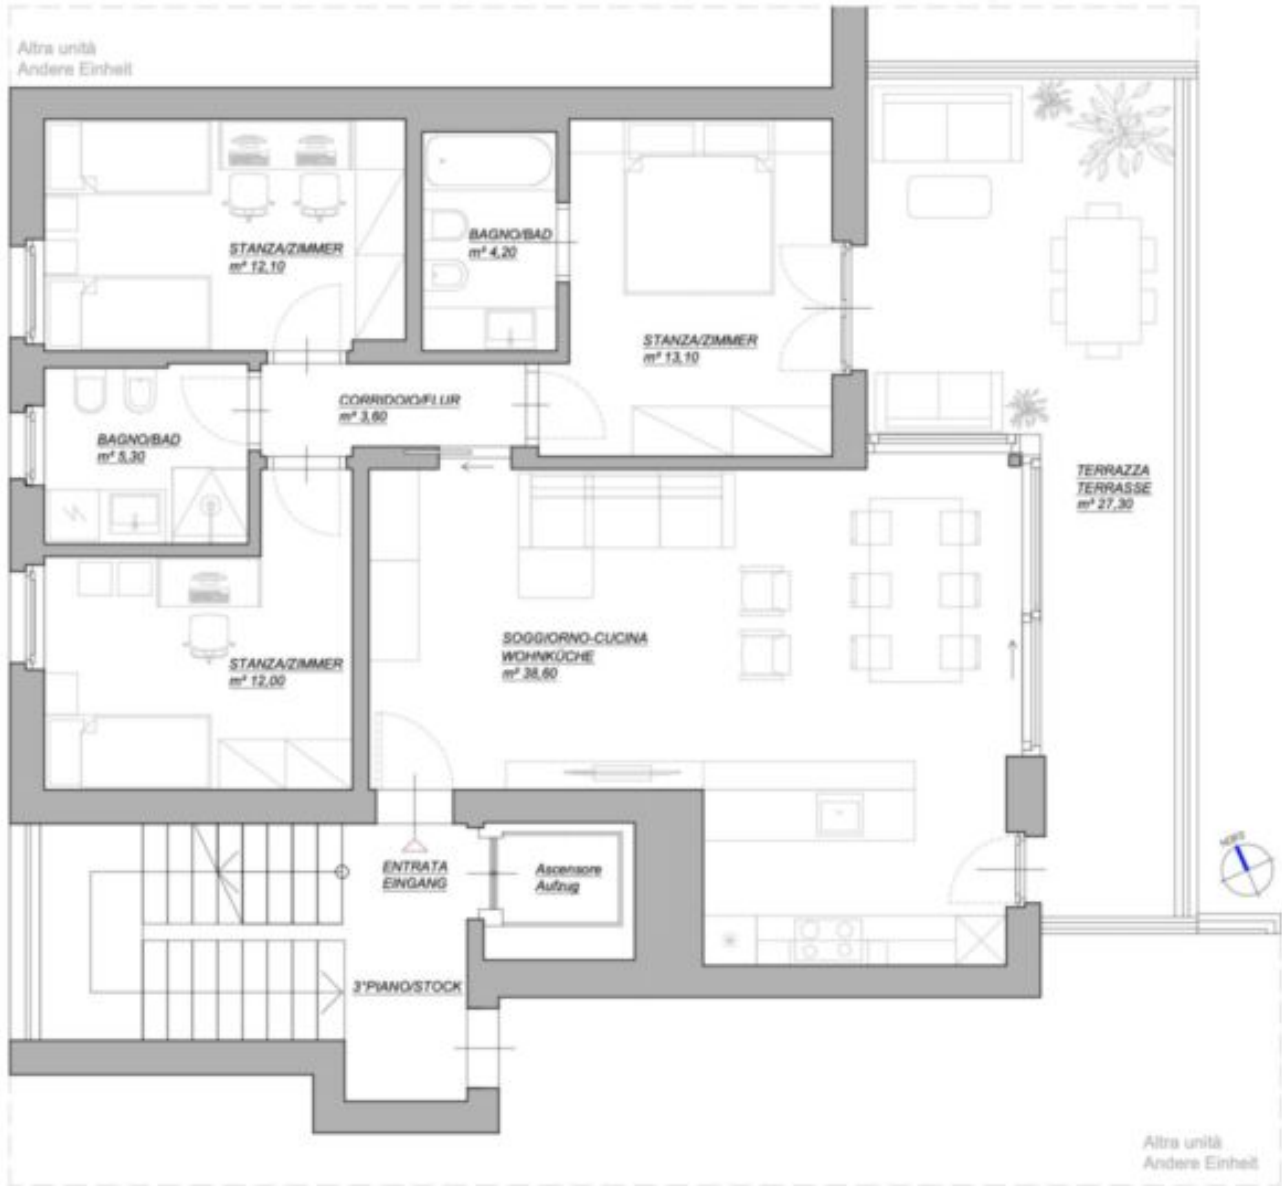 Altra unità
Andere Einheit
STANZA/ZIMMER
m² 12,10
BAGNO/BAD
m² 4,20
STANZA/ZIMMER
m² 13,10
CORRIDOIO/FLUR
m² 3,60
BAGNO/BAD
m² 5,30
TERRAZZA
TERRASSE
m² 27,30
SOGGIORNO-CUCINA
WOHNKÜCHE
m² 38,60
STANZA/ZIMMER
m² 12,00
NORD
ENTRATA
EINGANG
Ascensore
Aufzug
3°PIANO/STOCK
Altra unità
Andere Einheit